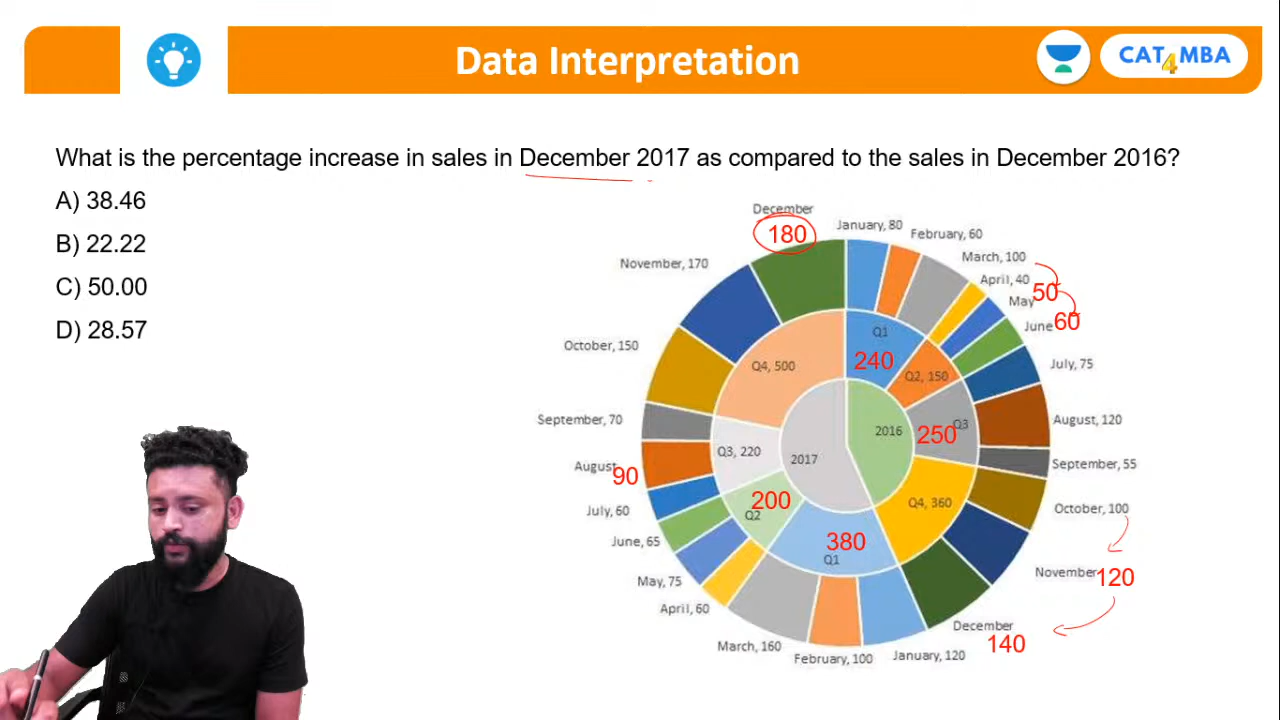 Data Interpretation
CAT4MBA
What is the percentage increase in sales in December 2017 as compared to the sales in December 2016?
A) 38.46
B) 22.22
C) 50.00
D) 28.57
December
180
January, 80
February, 60
March, 100
April, 40
May 50
June 60
July, 75
August, 120
September, 55
October, 100
November 120
December
140
January, 120
February, 100
March, 160
April, 60
May, 75
June, 65
July, 60
August 90
September, 70
October, 150
November, 170
Q1
240
Q2, 150
Q3
250
Q4, 360
2016
2017
Q4, 500
Q3, 220
200
Q2
380
Q1